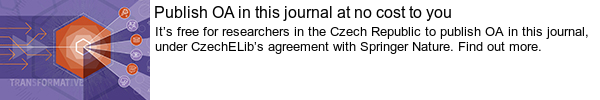 Publish OA in this journal at no cost to you
It's free for researchers in the Czech Republic to publish OA in this journal,
under CzechELib's agreement with Springer Nature. Find out more.
TRANSFORMATIVE